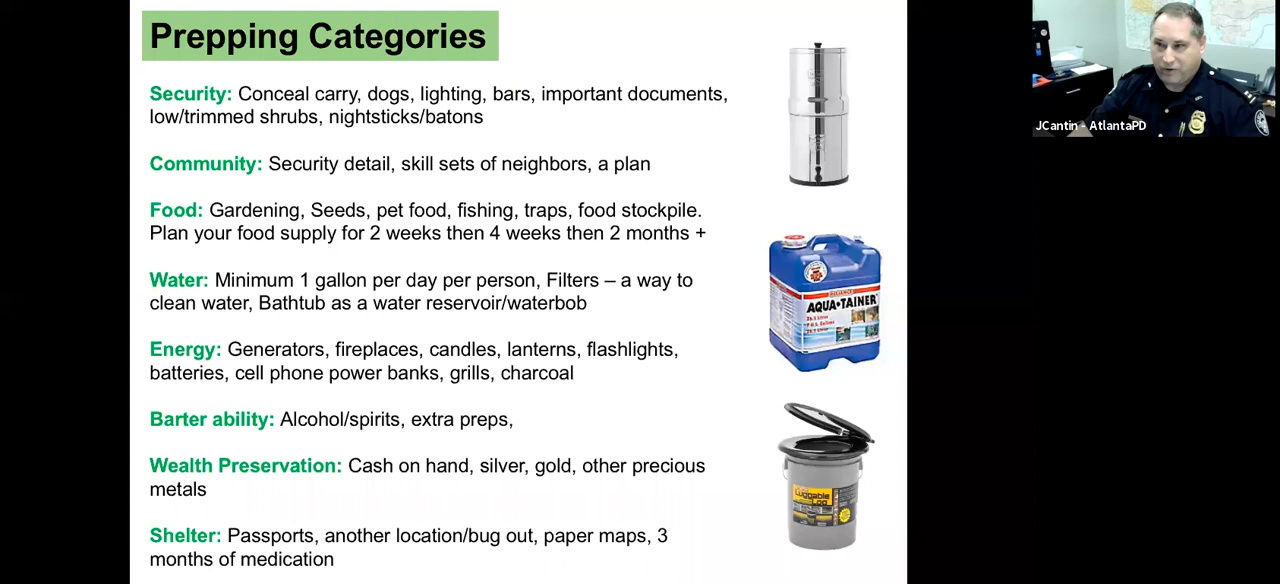 Prepping Categories
Security: Conceal carry, dogs, lighting, bars, important documents,
low/trimmed shrubs, nightsticks/batons
Community: Security detail, skill sets of neighbors, a plan
Food: Gardening, Seeds, pet food, fishing, traps, food stockpile.
Plan your food supply for 2 weeks then 4 weeks then 2 months +
Water: Minimum 1 gallon per day per person, Filters – a way to
clean water, Bathtub as a water reservoir/waterbob
Energy: Generators, fireplaces, candles, lanterns, flashlights,
batteries, cell phone power banks, grills, charcoal
Barter ability: Alcohol/spirits, extra preps,
Wealth Preservation: Cash on hand, silver, gold, other precious
metals
Shelter: Passports, another location/bug out, paper maps, 3
months of medication
AQUA-TAINER
Luggable
Loo
JCantin - AtlantaPD